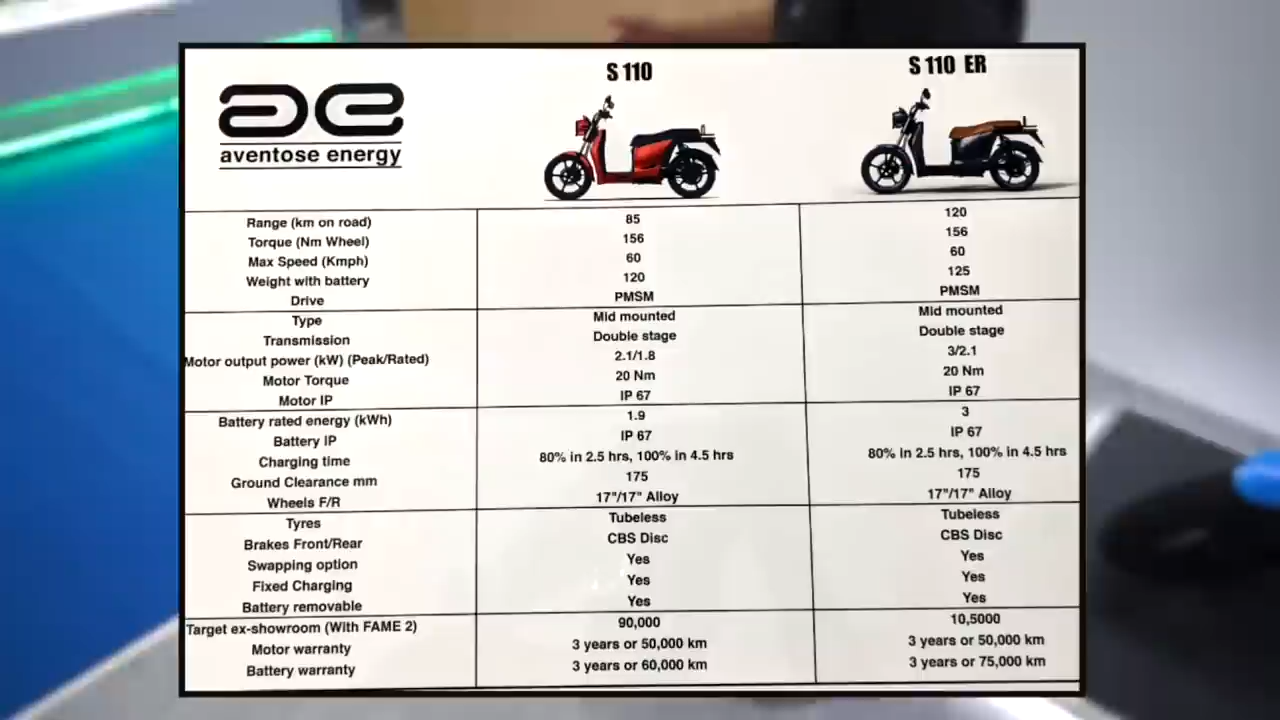 S 110 S 110 ER
aventose energy
Range (km on road) 85 120
Torque (Nm Wheel) 156 156
Max Speed (Kmph) 60 60
Weight with battery 120 125
Drive PMSM PMSM
Type Mid mounted Mid mounted
Transmission Double stage Double stage
Motor output power (kW) (Peak/Rated) 2.1/1.8 3/2.1
Motor Torque 20 Nm 20 Nm
Motor IP IP 67 IP 67
Battery rated energy (kWh) 1.9 3
Battery IP IP 67 IP 67
Charging time 80% in 2.5 hrs, 100% in 4.5 hrs 80% in 2.5 hrs, 100% in 4.5 hrs
Ground Clearance mm 175 175
Wheels F/R 17"/17" Alloy 17"/17" Alloy
Tyres Tubeless Tubeless
Brakes Front/Rear CBS Disc CBS Disc
Swapping option Yes Yes
Fixed Charging Yes Yes
Battery removable Yes Yes
Target ex-showroom (With FAME 2) 90,000 10,5000
Motor warranty 3 years or 50,000 km 3 years or 50,000 km
Battery warranty 3 years or 60,000 km 3 years or 75,000 km